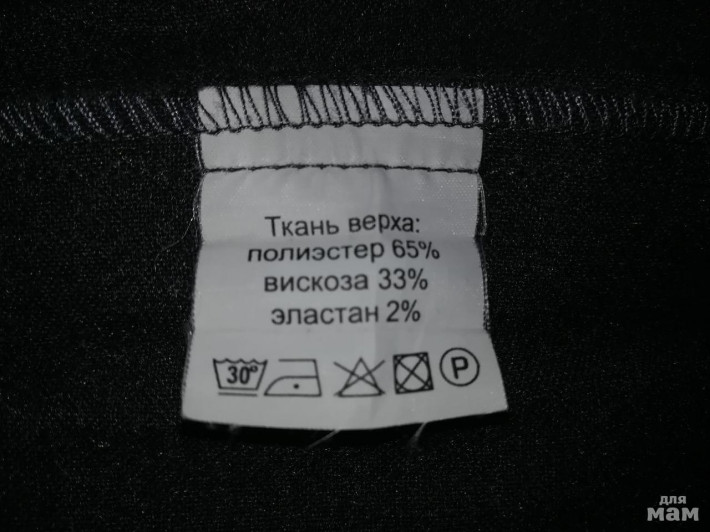 Ткань верха:
полиэстер 65%
вискоза 33%
эластан 2%
30° P
для
мам